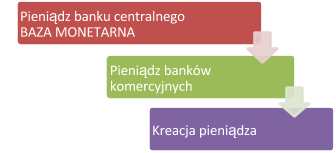 Pieniądz banku centralnego
BAZA MONETARNA
Pieniądz banków
komercyjnych
Kreacja pieniądza